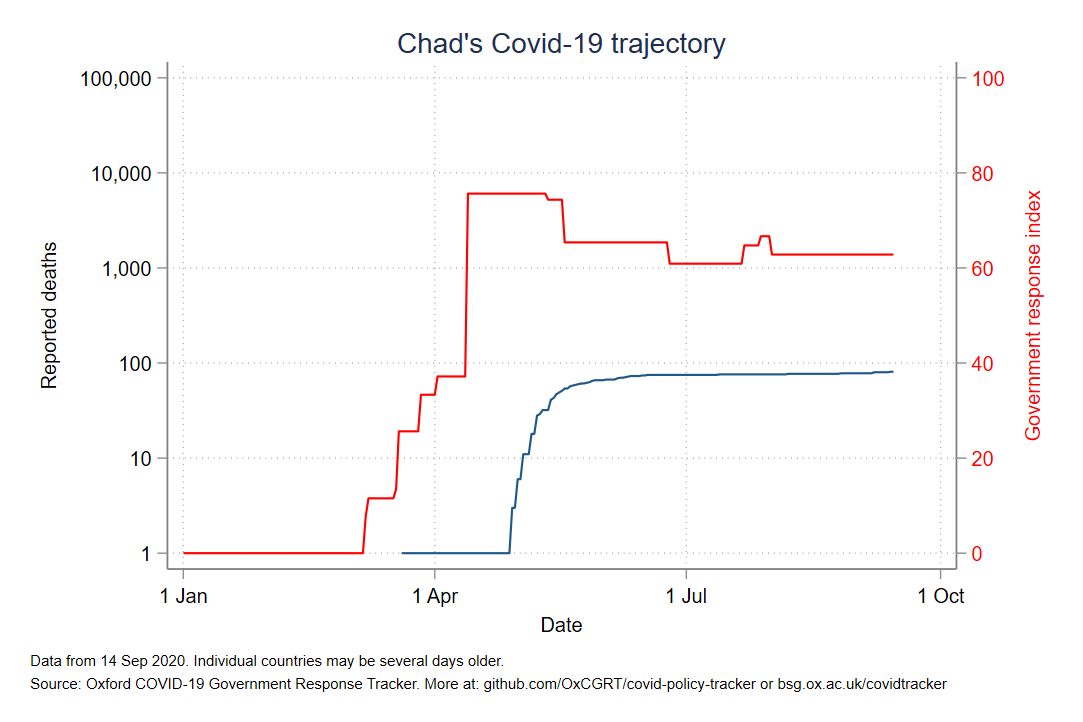 Chad's Covid-19 trajectory
100,000
10,000
1,000
100
10
1
Reported deaths
100
80
60
40
20
0
Government response index
1 Jan
1 Apr
1 Jul
1 Oct
Date
Data from 14 Sep 2020. Individual countries may be several days older.
Source: Oxford COVID-19 Government Response Tracker. More at: github.com/OxCGRT/covid-policy-tracker or bsg.ox.ac.uk/covidtracker